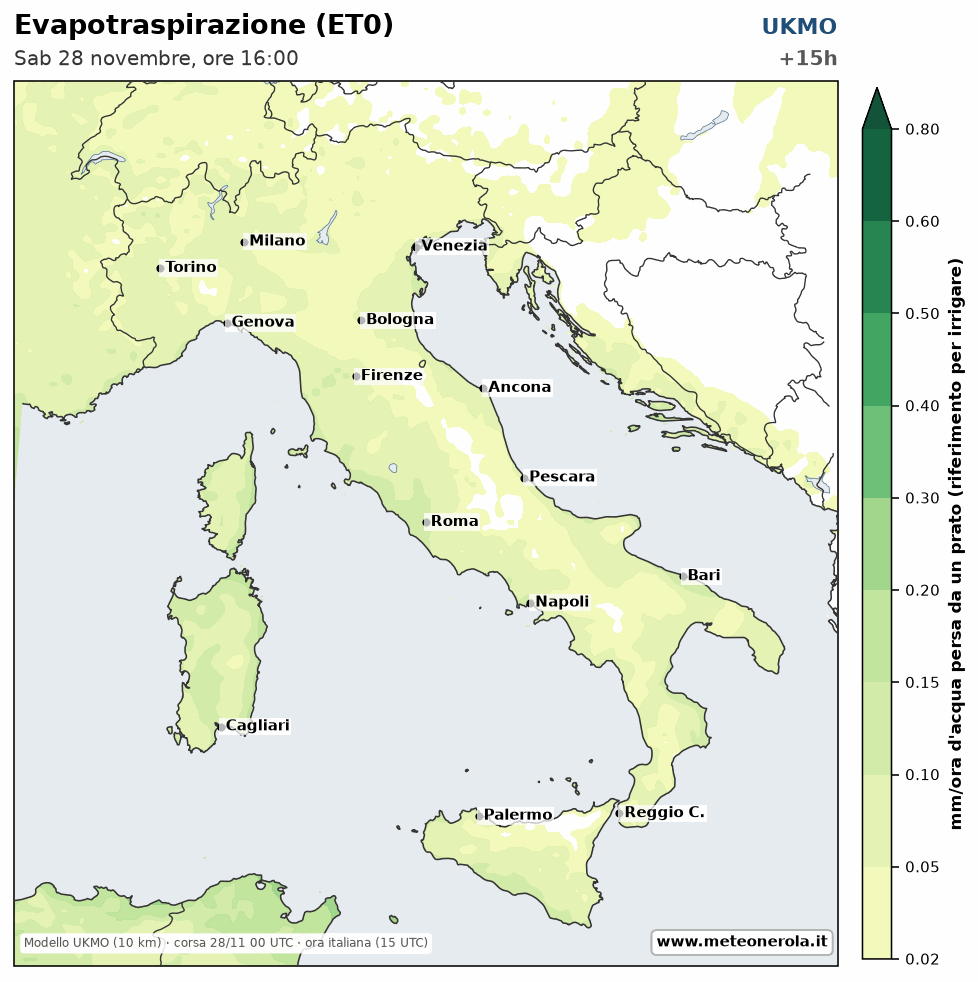 Evapotraspirazione (ET0)
UKMO
Sab 28 novembre, ore 16:00
+15h
Milano
Venezia
Torino
Genova
Bologna
Firenze
Ancona
Pescara
Roma
Bari
Napoli
Cagliari
Palermo
Reggio C.
0.80
0.60
0.50
0.40
0.30
0.20
0.15
0.10
0.05
0.02
mm/ora d'acqua persa da un prato (riferimento per irrigare)
Modello UKMO (10 km) · corsa 28/11 00 UTC · ora italiana (15 UTC)
www.meteonerola.it